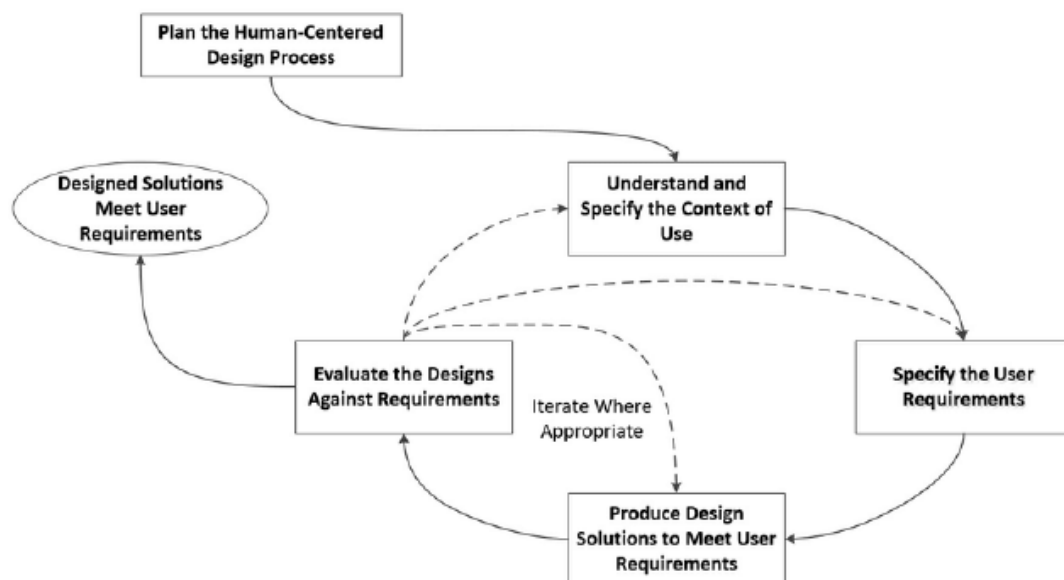 Plan the Human-Centered
Design Process
Designed Solutions
Meet User
Requirements
Understand and
Specify the Context of
Use
Evaluate the Designs
Against Requirements
Specify the User
Requirements
Iterate Where
Appropriate
Produce Design
Solutions to Meet User
Requirements